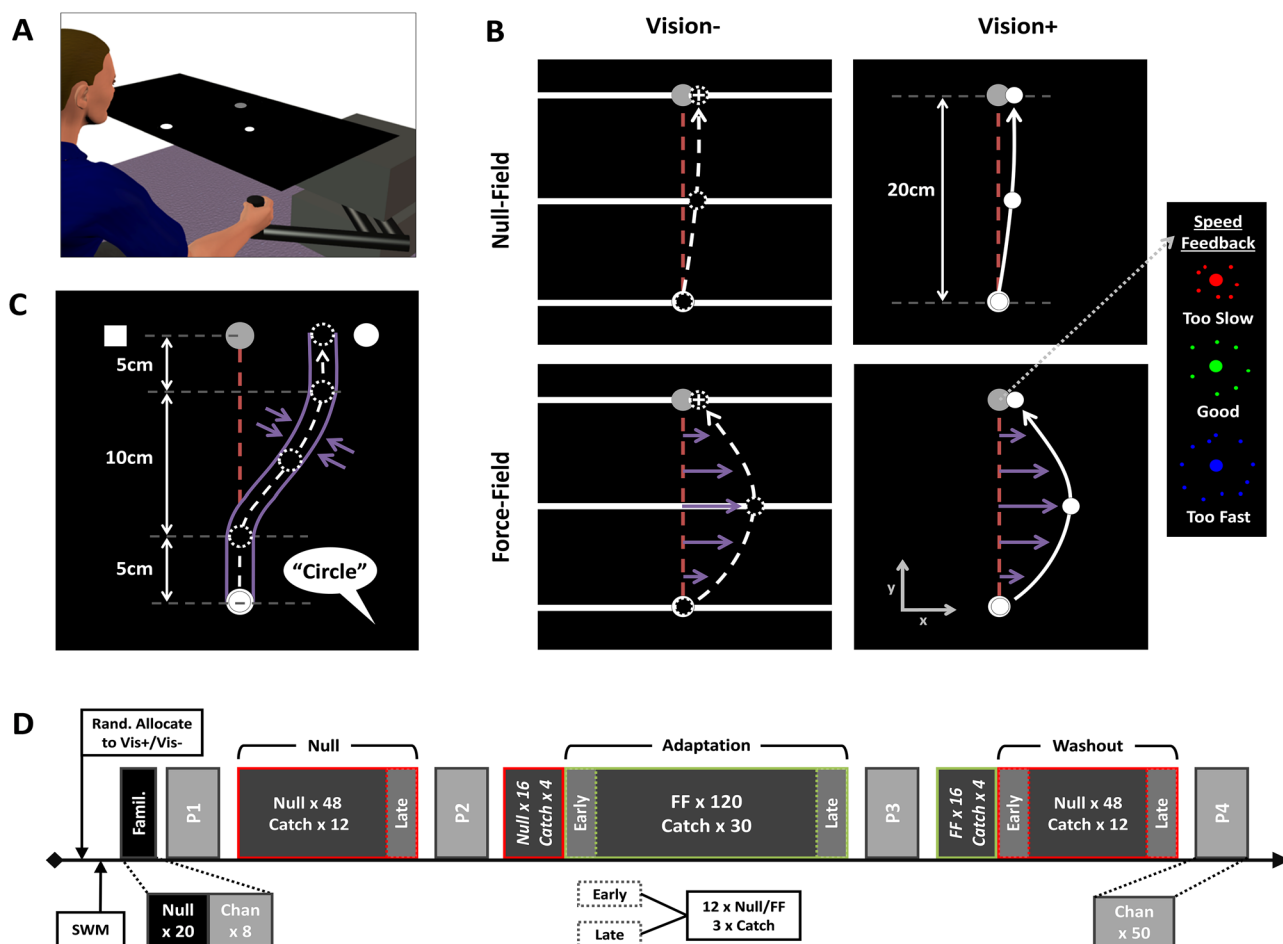 A
B
Vision-
Vision+
Null-Field
20cm
Speed
Feedback
Too Slow
Good
Too Fast
Force-Field
y
x
C
5cm
10cm
5cm
"Circle"
D
Rand. Allocate
to Vis+/Vis-
Null
Adaptation
Washout
Famil.
P1
Null x 48
Catch x 12
Late
P2
Null x 16
Catch x 4
Early
FF x 120
Catch x 30
Late
P3
FF x 16
Catch x 4
Early
Null x 48
Catch x 12
Late
P4
SWM
Null
x 20
Chan
x 8
Early
Late
12 x Null/FF
3 x Catch
Chan
x 50